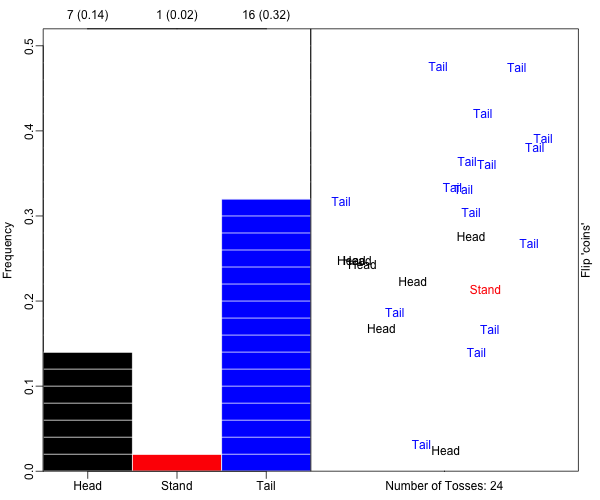 7 (0.14) 1 (0.02) 16 (0.32)
Frequency
0.5
0.4
0.3
0.2
0.1
0.0
Head Stand Tail
Tail Tail
Tail
Tail
Tail
Tail Tail
Tail Tail
Tail
Tail
Head
Tail
Head Head
Head
Head
Stand
Tail
Head
Tail
Tail
Tail
Head
Number of Tosses: 24
Flip 'coins'